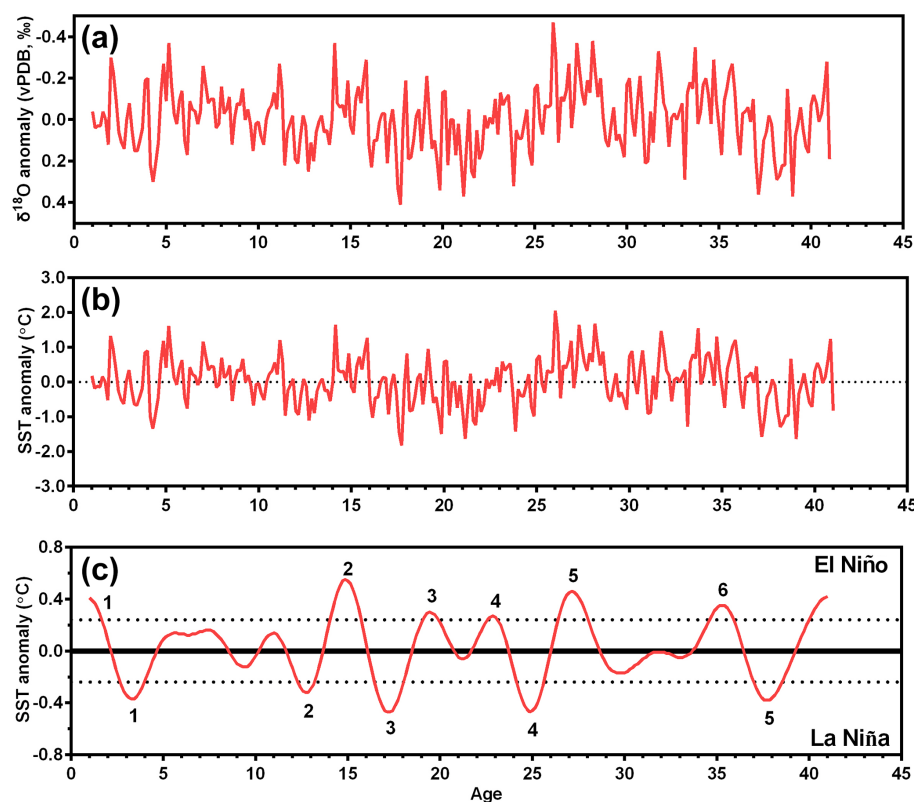 (a)
δ18O anomaly (vPDB, ‰)
-0.4
-0.2
0.0
0.2
0.4
0 5 10 15 20 25 30 35 40 45
(b)
SST anomaly (°C)
3.0
2.0
1.0
0.0
-1.0
-2.0
-3.0
0 5 10 15 20 25 30 35 40 45
(c)
El Niño
SST anomaly (°C)
0.8
0.4
0.0
-0.4
-0.8
1 2 3 4 5 6
1 2 3 4 5
La Niña
0 5 10 15 20 25 30 35 40 45
Age